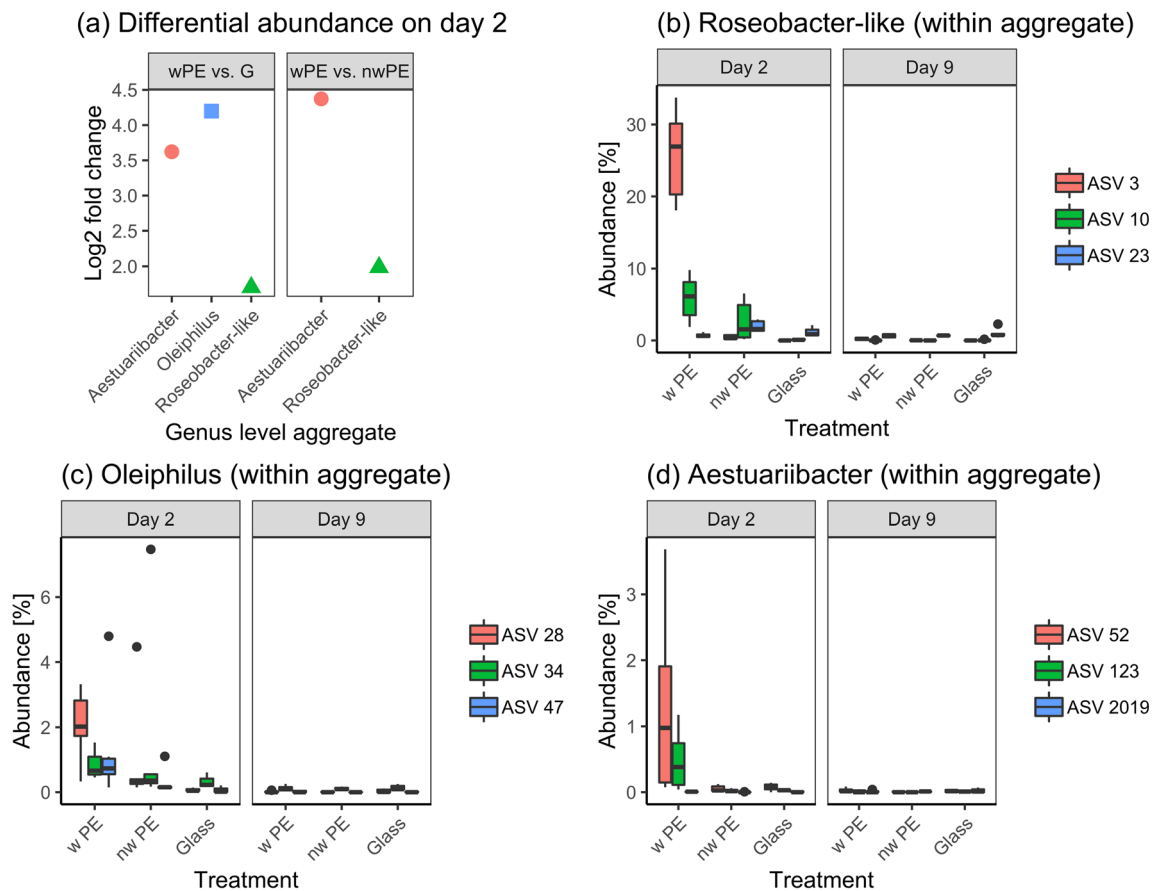 (a) Differential abundance on day 2
wPE vs. G
wPE vs. nwPE
Log2 fold change
4.5
4.0
3.5
3.0
2.5
2.0
Aestuariibacter
Oleiphilus
Roseobacter-like
Aestuariibacter
Roseobacter-like
Genus level aggregate
(b) Roseobacter-like (within aggregate)
Day 2
Day 9
Abundance [%]
30
20
10
0
w PE
nw PE
Glass
w PE
nw PE
Glass
Treatment
ASV 3
ASV 10
ASV 23
(c) Oleiphilus (within aggregate)
Day 2
Day 9
Abundance [%]
6
4
2
0
w PE
nw PE
Glass
w PE
nw PE
Glass
Treatment
ASV 28
ASV 34
ASV 47
(d) Aestuariibacter (within aggregate)
Day 2
Day 9
Abundance [%]
3
2
1
0
w PE
nw PE
Glass
w PE
nw PE
Glass
Treatment
ASV 52
ASV 123
ASV 2019